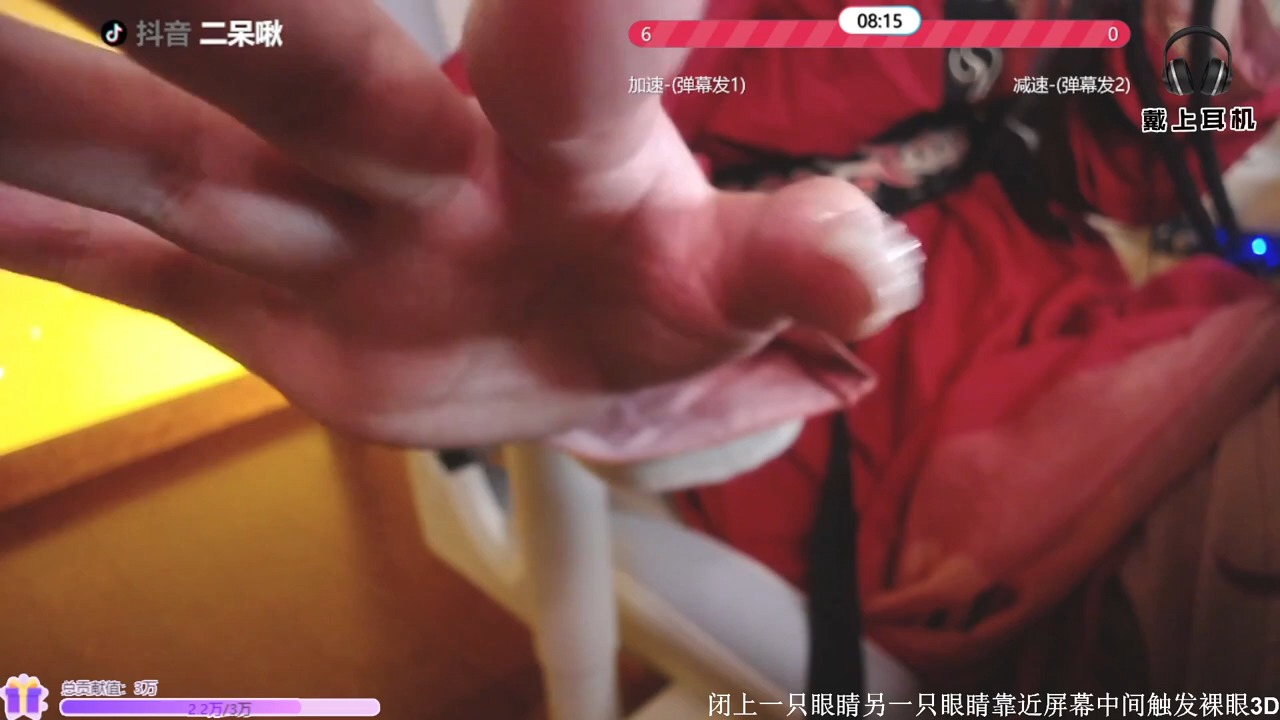 抖音 二呆啾
08:15
6 0
加速-(弹幕发1) 减速-(弹幕发2)
戴上耳机
总贡献值: 3万
2.2万/3万
闭上一只眼睛另一只眼睛靠近屏幕中间触发裸眼3D